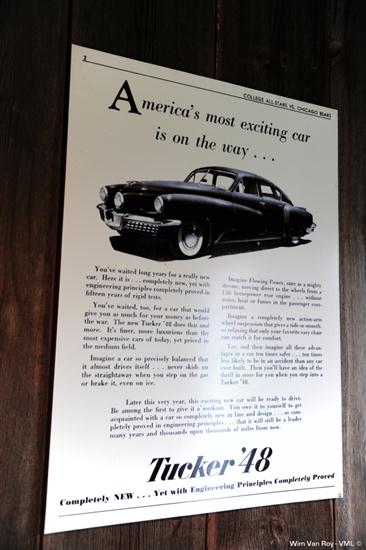 2
COLLEGE ALL-STARS VS. CHICAGO BEARS
America's most exciting car
is on the way . . .
You've waited long years for a really new
car. Here it is . . . completely new, yet with
engineering principles completely proved in
fifteen years of rigid tests.
You've waited, too, for a car that would
give you as much for your money as before
the war. The new Tucker '48 does that and
more. It's finer, more luxurious than the
most expensive cars of today, yet priced in
the medium field.
Imagine a car so precisely balanced that
it almost drives itself . . . never skids on
the straightaway when you step on the gas
or brake it, even on ice.
Imagine Flowing Power, sure as a mighty
stream, moving direct to the wheels from a
150 horsepower rear engine . . . without
noise, heat or fumes in the passenger com-
partment.
Imagine a completely new action-arm
wheel suspension that gives a ride so smooth,
so relaxing that only your favorite easy chair
can match it for comfort.
Yes, and then imagine all these advan-
tages in a car ten times safer . . . ten times
less likely to be in an accident than any car
ever built. Then you'll have an idea of the
thrill in store for you when you step into a
Tucker '48.
Later this very year, this exciting new car will be ready to drive.
Be among the first to give it a workout. You owe it to yourself to get
acquainted with a car so completely new in line and design . . . so com-
pletely proved in engineering principles . . . that it will still be a leader
many years and thousands upon thousands of miles from now.
Tucker '48
Completely NEW . . . Yet with Engineering Principles Completely Proved
Wim Van Roy - VML ©